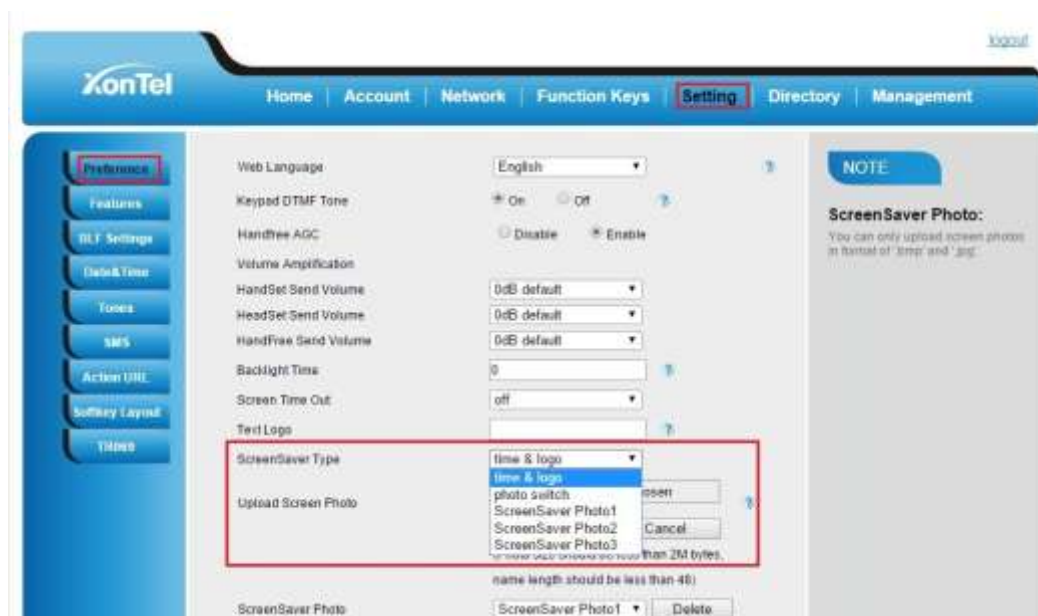 logout
XonTel
Home | Account | Network | Function Keys | Setting | Directory | Management
Preference
Features
BLF Settings
Date&Time
Tones
SMS
Action URL
Softkey Layout
TR069
Web Language English
Keypad DTMF Tone On Off
Handfree AGC Disable Enable
Volume Amplification
HandSet Send Volume 0dB default
HeadSet Send Volume 0dB default
HandFree Send Volume 0dB default
Backlight Time 0
Screen Time Out off
Text Logo
ScreenSaver Type time & logo
time & logo
photo switch
ScreenSaver Photo1
ScreenSaver Photo2
ScreenSaver Photo3
Upload Screen Photo
Cancel
than 2M bytes,
name length should be less than 48)
ScreenSaver Photo ScreenSaver Photo1 Delete
NOTE
ScreenSaver Photo:
You can only upload screen photos
in format of '.bmp' and '.jpg'